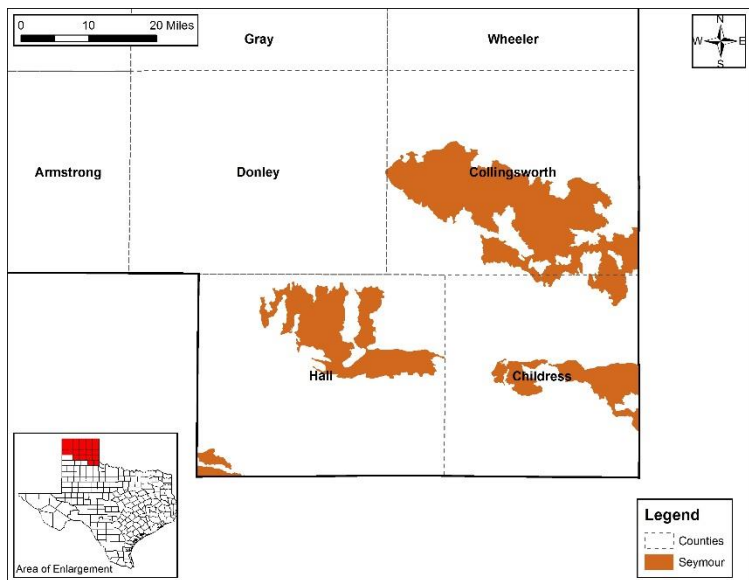 0 10 20 Miles
Gray
Wheeler
N
W E
S
Armstrong
Donley
Collingsworth
Hall
Childress
Area of Enlargement
Legend
Counties
Seymour